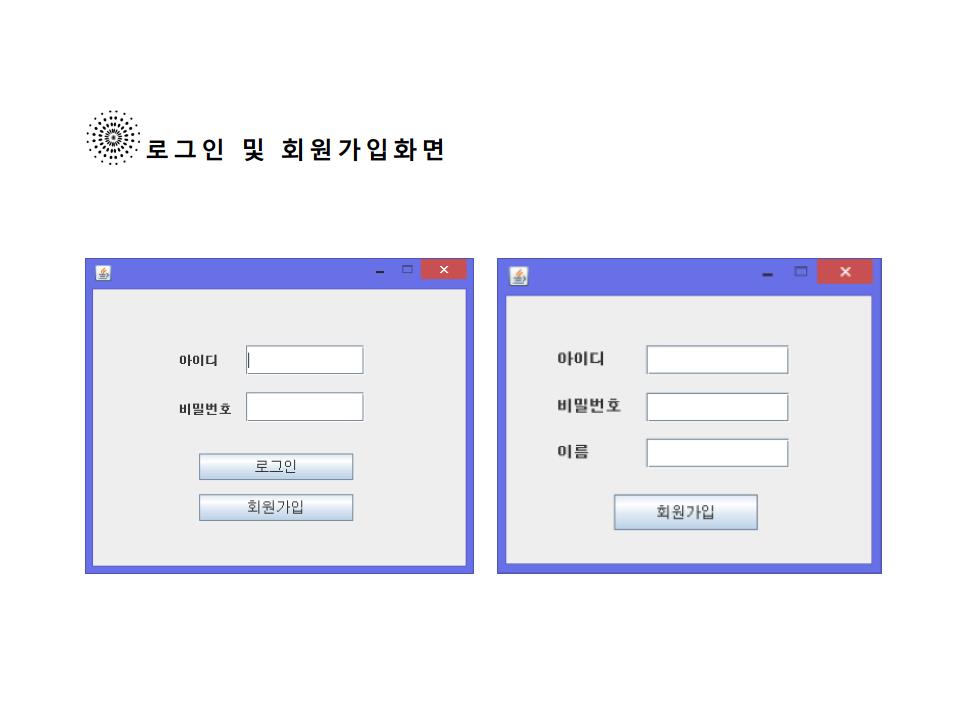 로그인 및 회원가입화면
아이디
비밀번호
로그인
회원가입
아이디
비밀번호
이름
회원가입